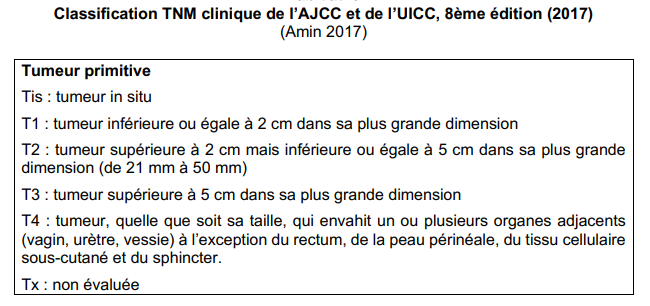 Classification TNM clinique de l'AJCC et de l'UICC, 8ème édition (2017)
(Amin 2017)
Tumeur primitive
Tis : tumeur in situ
T1 : tumeur inférieure ou égale à 2 cm dans sa plus grande dimension
T2 : tumeur supérieure à 2 cm mais inférieure ou égale à 5 cm dans sa plus grande
dimension (de 21 mm à 50 mm)
T3 : tumeur supérieure à 5 cm dans sa plus grande dimension
T4 : tumeur, quelle que soit sa taille, qui envahit un ou plusieurs organes adjacents
(vagin, urètre, vessie) à l'exception du rectum, de la peau périnéale, du tissu cellulaire
sous-cutané et du sphincter.
Tx : non évaluée